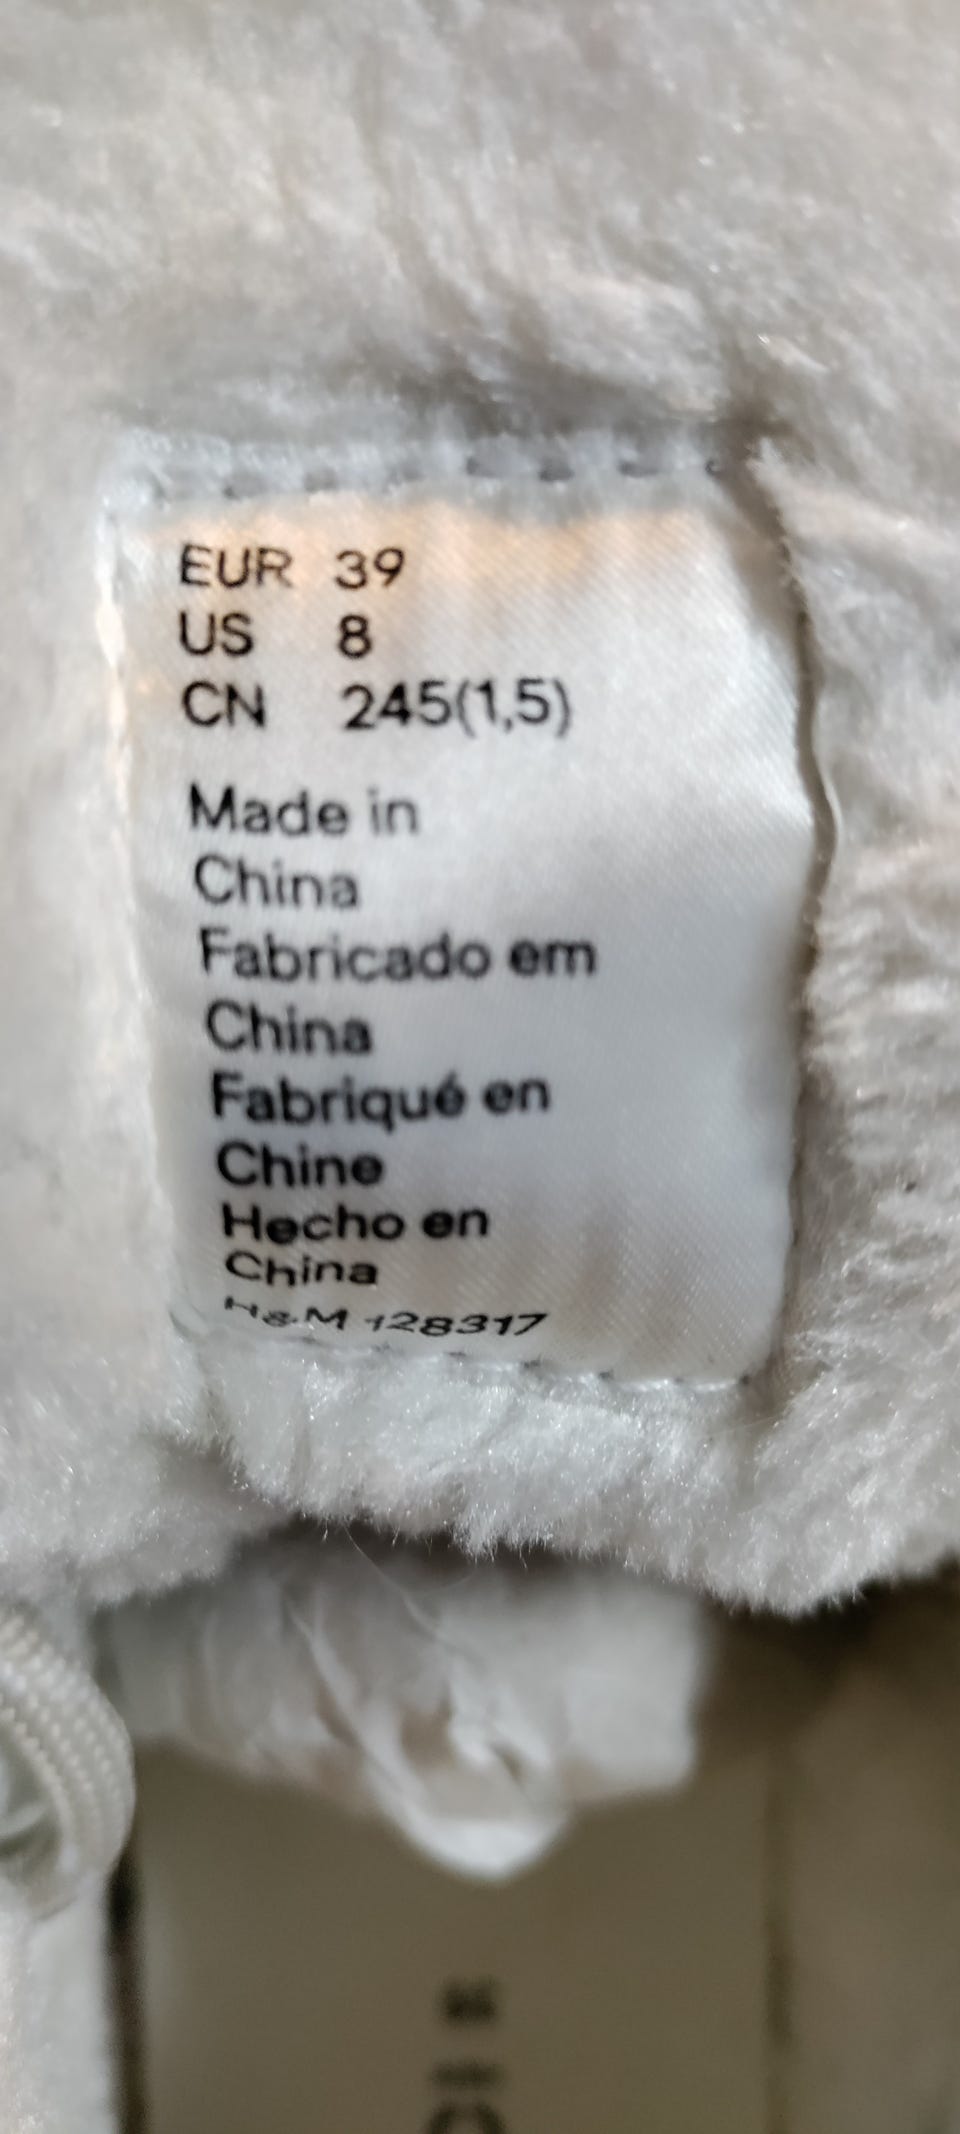 EUR 39
US 8
CN 245(1,5)
Made in
China
Fabricado em
China
Fabriqué en
Chine
Hecho en
China
H&M 128317